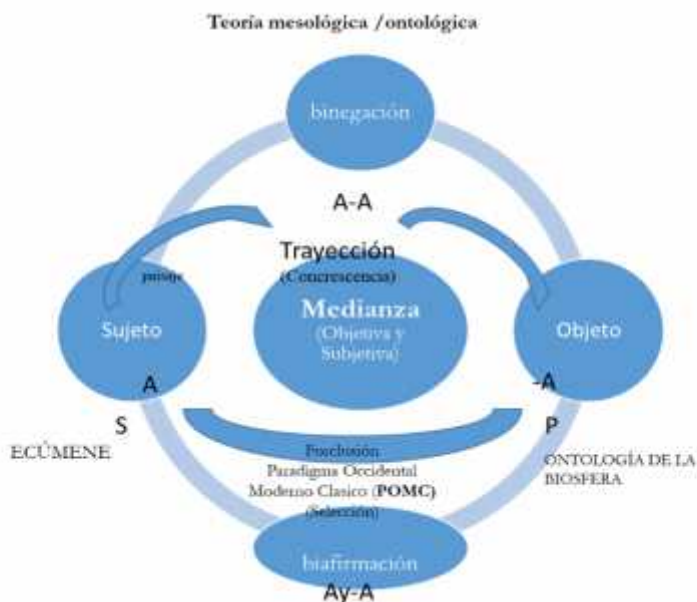 Teoría mesológica /ontológica
binegación
A-A
Trayección
(Concrescencia)
paisaje
Medianza
(Objetiva y
Subjetiva)
Sujeto
A
Objeto
-A
S
P
ECÚMENE
ONTOLOGÍA DE LA
BIOSFERA
Forclusión
Paradigma Occidental
Moderno Clasico (POMC)
(Selección)
biafirmación
Ay-A